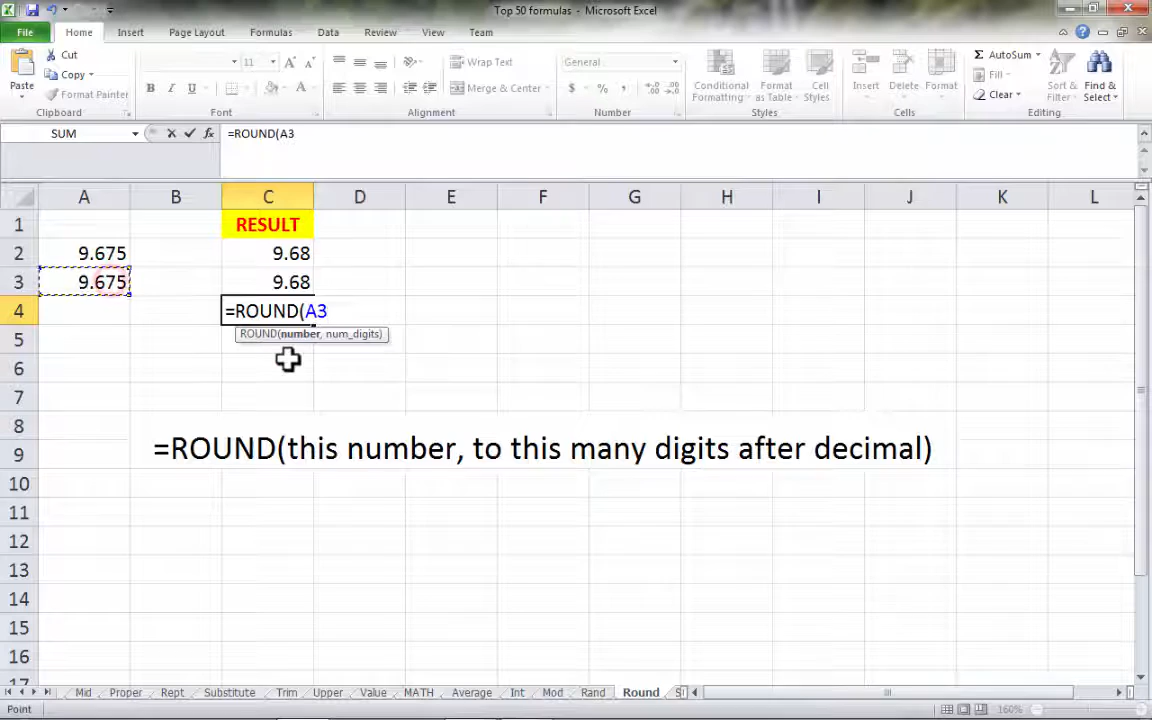 Top 50 formulas - Microsoft Excel
File Home Insert Page Layout Formulas Data Review View Team
Cut
Copy
Format Painter
Paste
Clipboard
11
B I U
Font
Wrap Text
Merge & Center
Alignment
General
$ % ,
Number
Conditional Formatting
Format as Table
Cell Styles
Styles
Insert
Delete
Format
Cells
AutoSum
Fill
Clear
Sort & Filter
Find & Select
Editing
SUM fx =ROUND(A3
A B C D E F G H I J K L
1 RESULT
2 9.675 9.68
3 9.675 9.68
4 =ROUND(A3
ROUND(number, num_digits)
5
6
7
8
=ROUND(this number, to this many digits after decimal)
9
10
11
12
13
14
15
16
17
Mid Proper Rept Substitute Trim Upper Value MATH Average Int Mod Rand Round
Point 160%